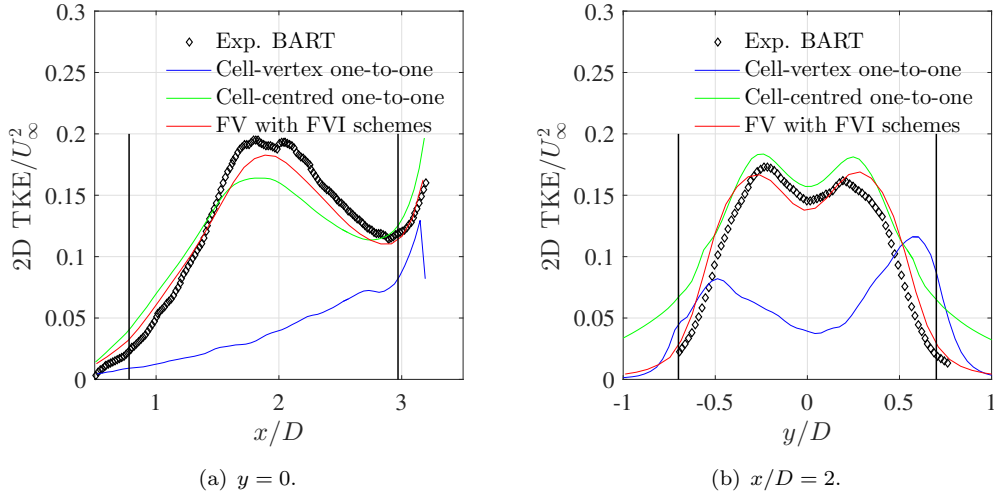 0.3
0.25
0.2
0.15
0.1
0.05
0
2D TKE/U²∞
Exp. BART
Cell-vertex one-to-one
Cell-centred one-to-one
FV with FVI schemes
1
2
3
x/D
(a) y = 0.
0.3
0.25
0.2
0.15
0.1
0.05
0
2D TKE/U²∞
Exp. BART
Cell-vertex one-to-one
Cell-centred one-to-one
FV with FVI schemes
-1
-0.5
0
0.5
1
y/D
(b) x/D = 2.